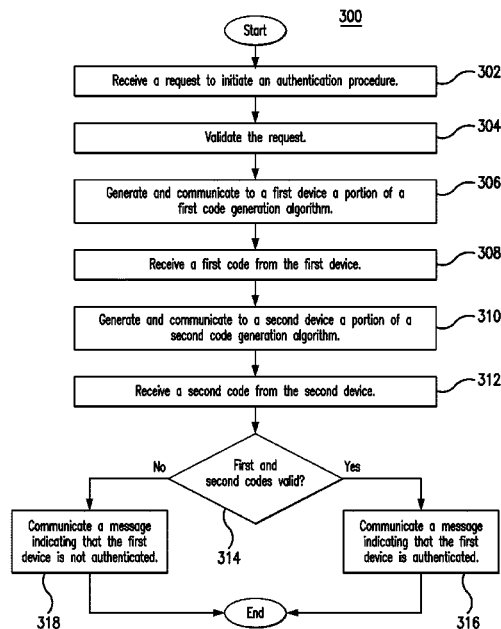 300
Start
Receive a request to initiate an authentication procedure.
302
Validate the request.
304
Generate and communicate to a first device a portion of a
first code generation algorithm.
306
Receive a first code from the first device.
308
Generate and communicate to a second device a portion of a
second code generation algorithm.
310
Receive a second code from the second device.
312
First and
second codes valid?
314
No
Yes
Communicate a message
indicating that the first
device is not authenticated.
318
Communicate a message
indicating that the first
device is authenticated.
316
End